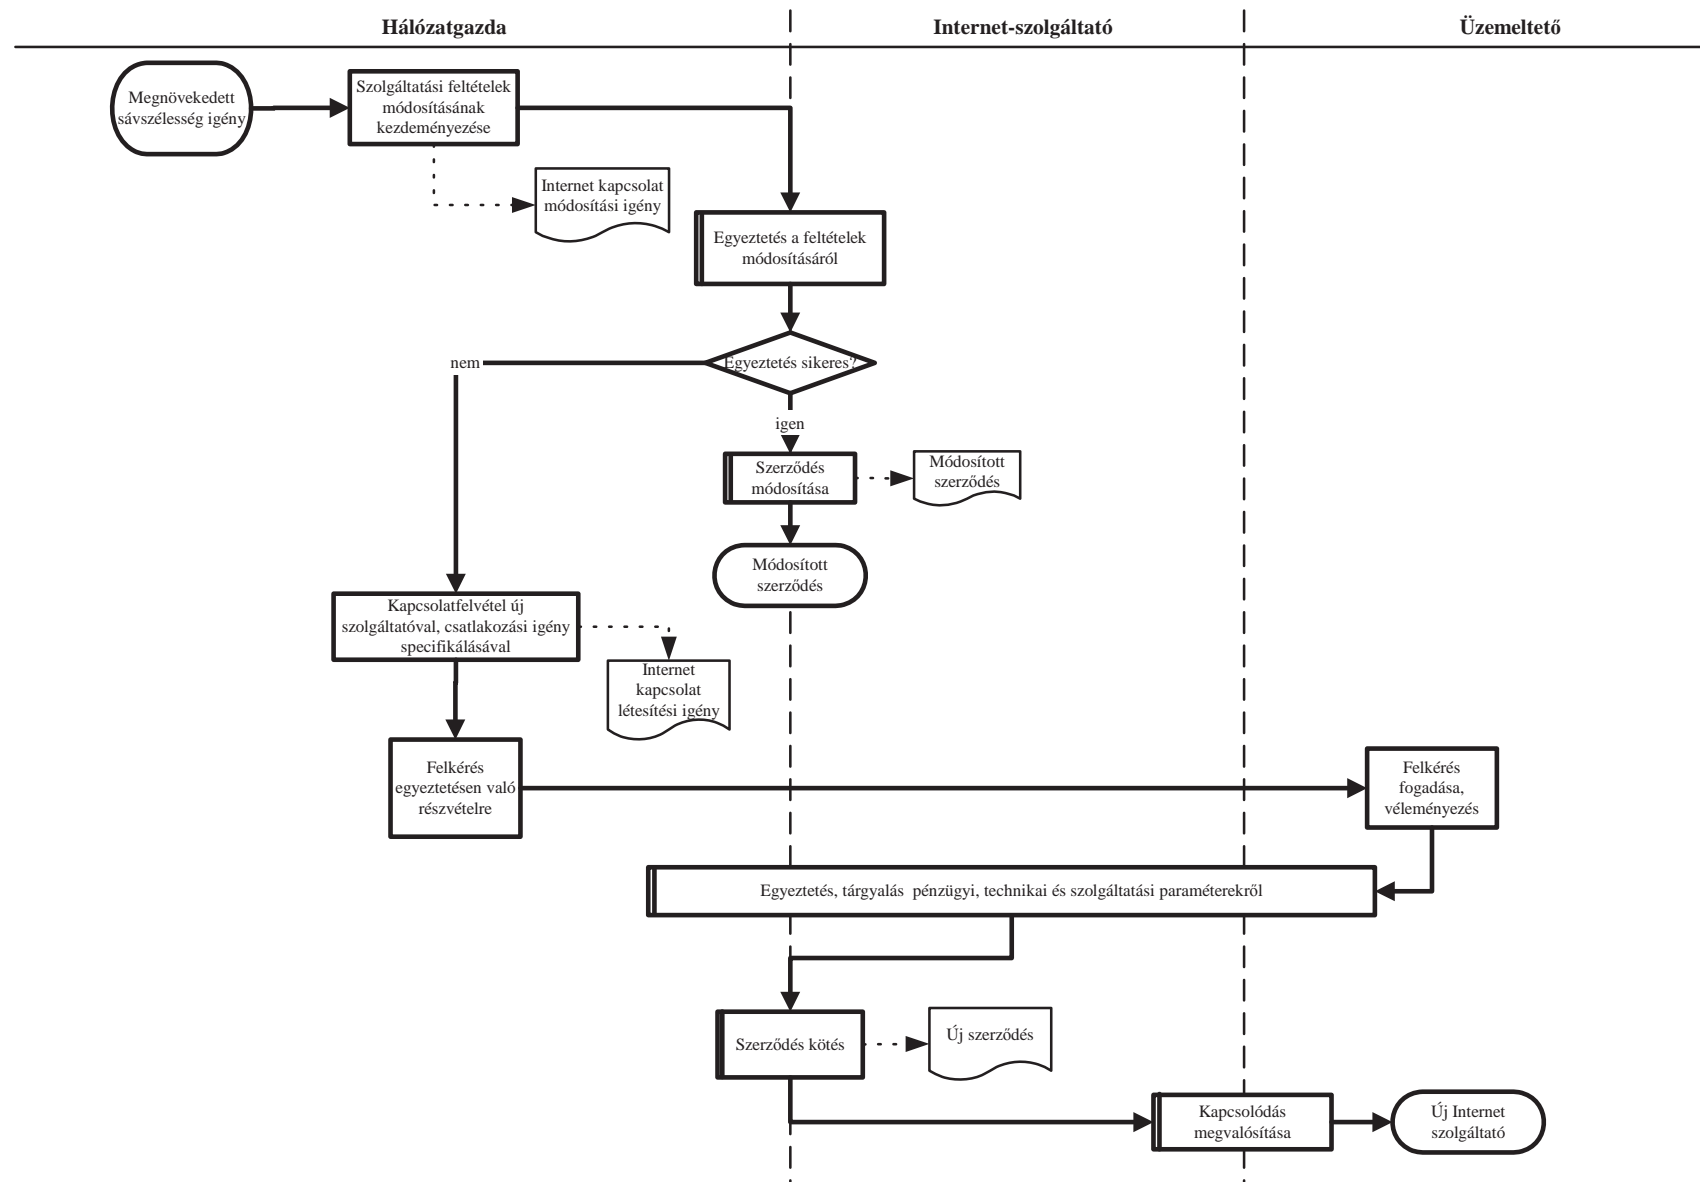 Hálózatgazda
Internet-szolgáltató
Üzemeltető
Megnövekedett
sávszélesség igény
Szolgáltatási feltételek
módosításának
kezdeményezése
Internet kapcsolat
módosítási igény
Egyeztetés a feltételek
módosításáról
Egyeztetés sikeres?
nem
igen
Szerződés
módosítása
Módosított
szerződés
Módosított
szerződés
Kapcsolatfelvétel új
szolgáltatóval, csatlakozási igény
specifikálásával
Internet
kapcsolat
létesítési igény
Felkérés
egyeztetésen való
részvételre
Felkérés
fogadása,
véleményezés
Egyeztetés, tárgyalás  pénzügyi, technikai és szolgáltatási paraméterekről
Szerződés kötés
Új szerződés
Kapcsolódás
megvalósítása
Új Internet
szolgáltató